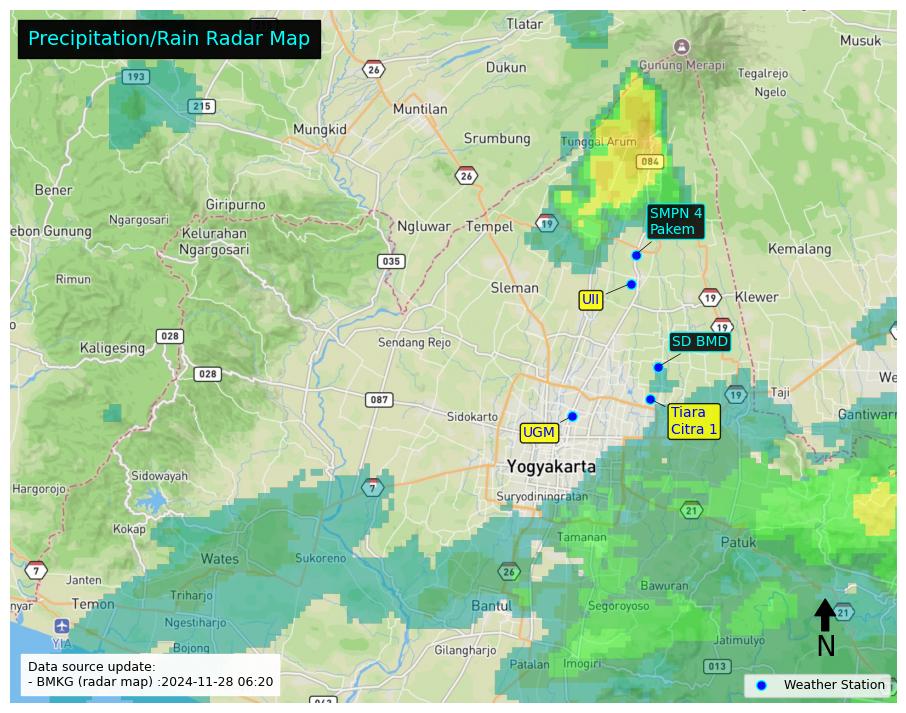 Precipitation/Rain Radar Map
Tlatar
Musuk
26
193
Dukun
Gunung Merapi
Tegalrejo
Ngelo
215
Muntilan
Mungkid
Srumbung
Tunggal Arum
084
26
Bener
Giripurno
SMPN 4
Pakem
Ngargosari
Kelurahan
Ngargosari
Ngluwar
Tempel
19
ebon Gunung
Kemalang
035
Rimun
Sleman
UII
19
Klewer
19
028
Kaligesing
Sendang Rejo
SD BMD
028
We
087
19
Taji
Sidokarto
Tiara
Citra 1
Gantiwarn
UGM
Yogyakarta
Sidowayah
Hargorojo
7
Suryodiningratan
21
Kokap
Tamanan
Patuk
Wates
Sukoreno
7
Janten
26
Bawuran
nyar
Temon
Triharjo
Bantul
Segoroyoso
21
Ngestiharjo
YIA
N
Bojong
Gilangharjo
Jatimulyo
Patalan
Imogiri
013
Data source update:
- BMKG (radar map) :2024-11-28 06:20
Weather Station